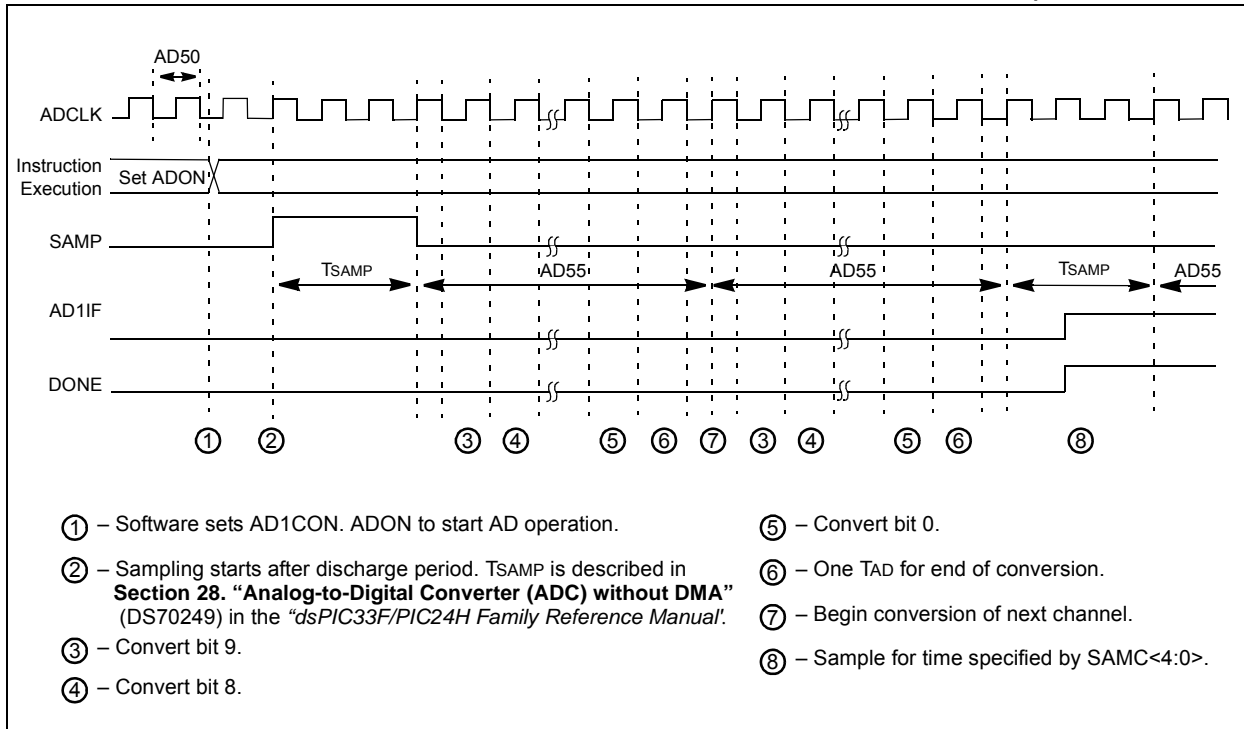 AD50
ADCLK
Instruction
Execution
Set ADON
SAMP
TSAMP
AD55
AD55
TSAMP
AD55
AD1IF
DONE
1 2 3 4 5 6 7 3 4 5 6 8
1 – Software sets AD1CON. ADON to start AD operation.
2 – Sampling starts after discharge period. TSAMP is described in
Section 28. “Analog-to-Digital Converter (ADC) without DMA”
(DS70249) in the “dsPIC33F/PIC24H Family Reference Manual'.
3 – Convert bit 9.
4 – Convert bit 8.
5 – Convert bit 0.
6 – One TAD for end of conversion.
7 – Begin conversion of next channel.
8 – Sample for time specified by SAMC<4:0>.